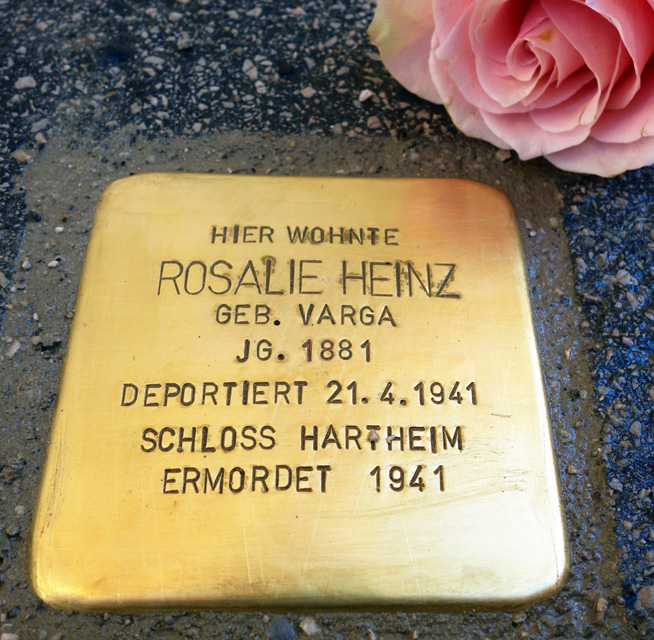 HIER WOHNTE
ROSALIE HEINZ
GEB. VARGA
JG. 1881
DEPORTIERT 21.4.1941
SCHLOSS HARTHEIM
ERMORDET 1941